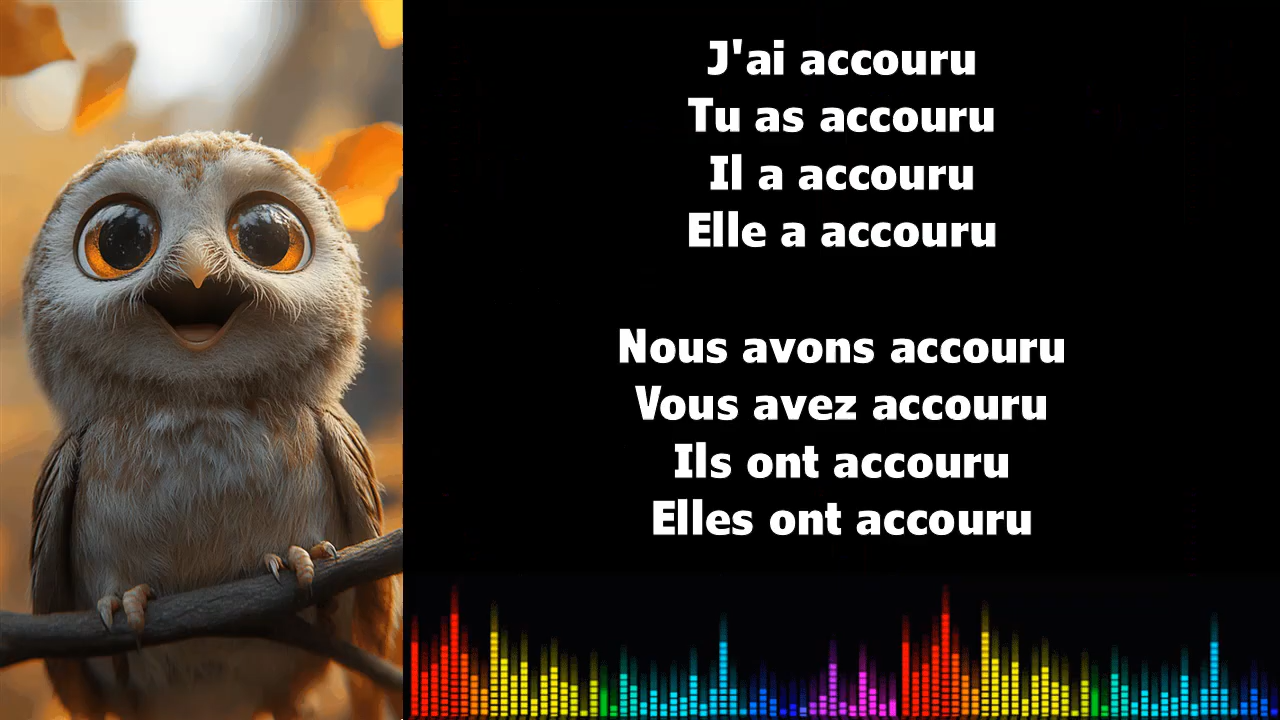 J'ai accouru
Tu as accouru
Il a accouru
Elle a accouru
Nous avons accouru
Vous avez accouru
Ils ont accouru
Elles ont accouru